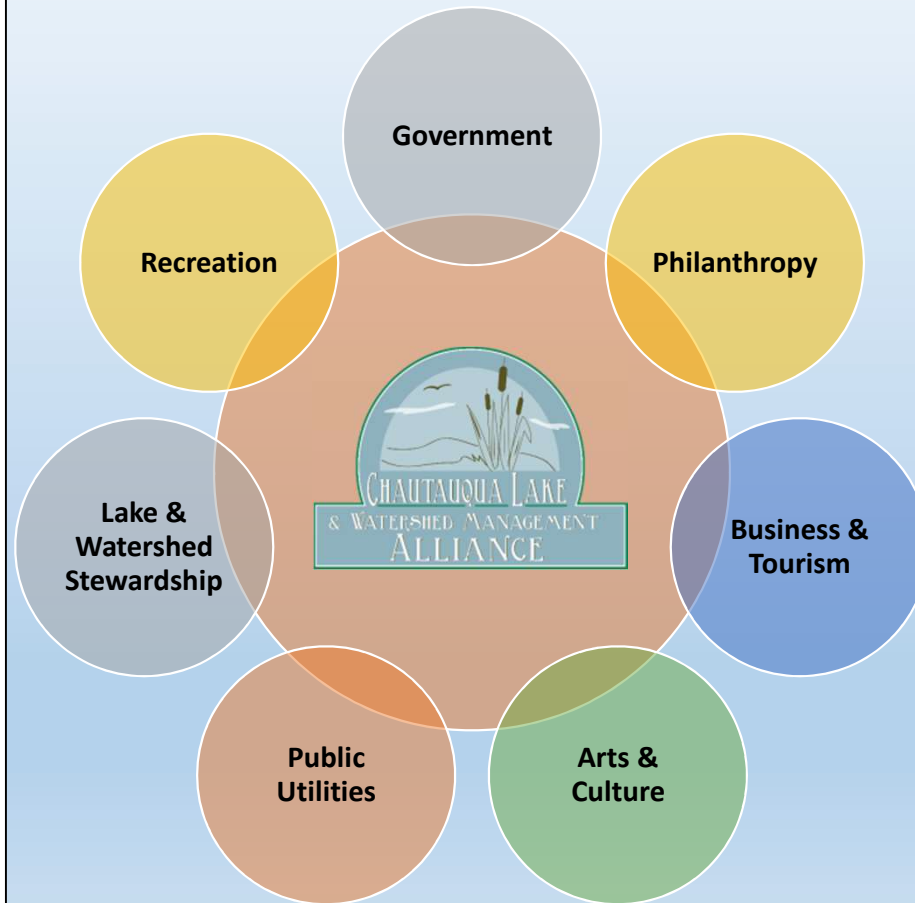 Government
Recreation
Philanthropy
CHAUTAUQUA LAKE
& WATERSHED MANAGEMENT
ALLIANCE
Lake &
Watershed
Stewardship
Business &
Tourism
Public
Utilities
Arts &
Culture